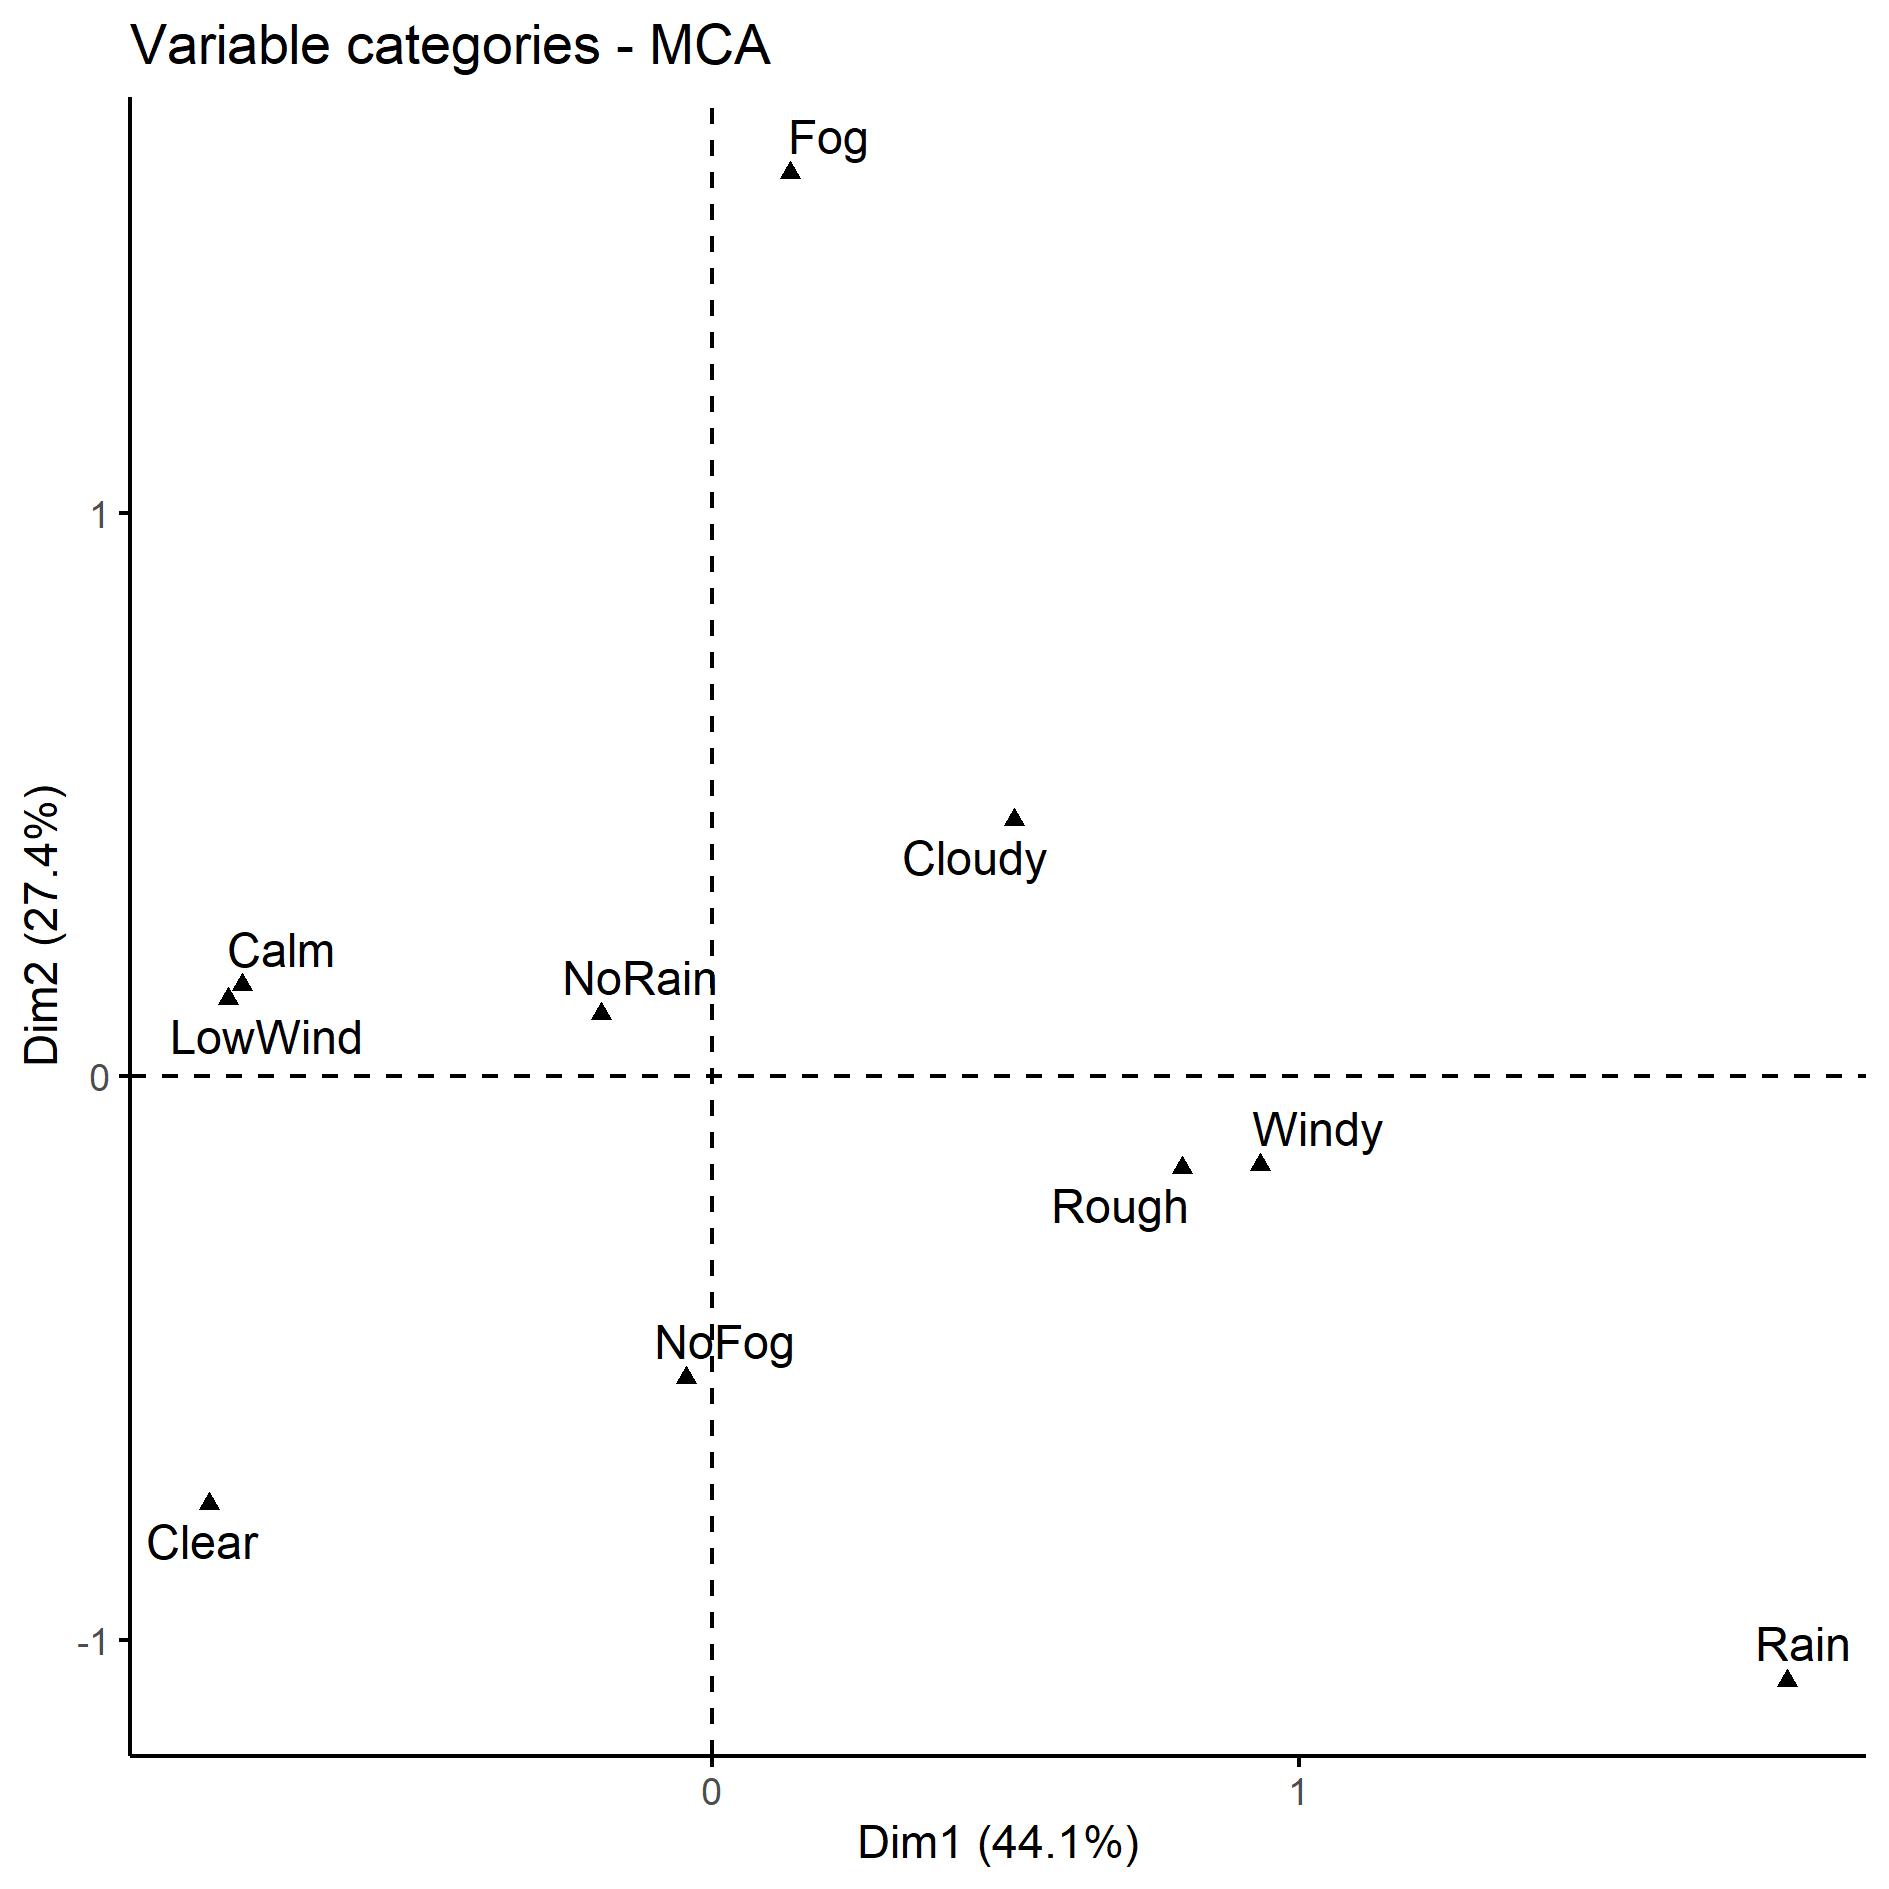 Variable categories - MCA
Fog
1
Cloudy
Calm
NoRain
LowWind
0
Windy
Rough
NoFog
Clear
-1
Rain
0
1
Dim1 (44.1%)
Dim2 (27.4%)